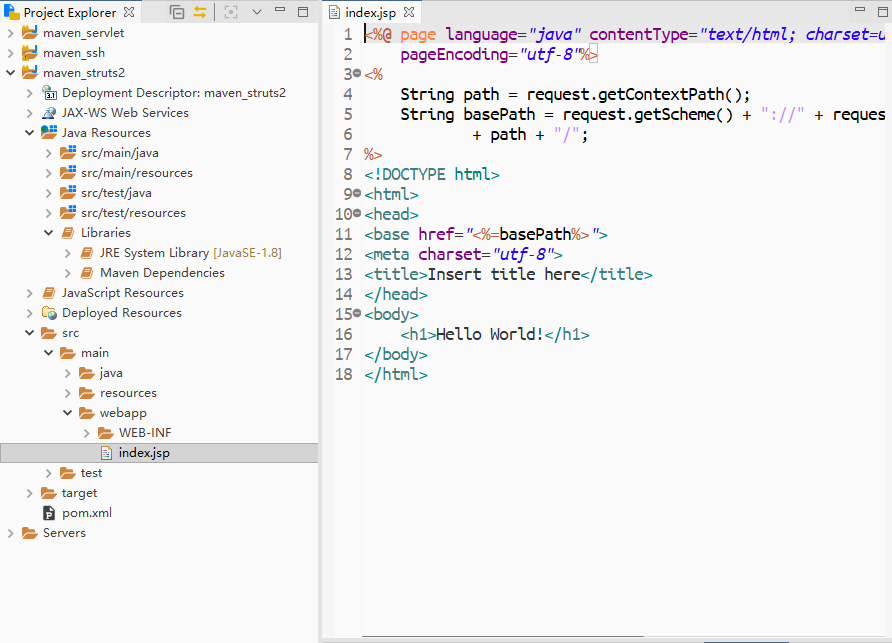 Project Explorer
maven_servlet
maven_ssh
maven_struts2
Deployment Descriptor: maven_struts2
JAX-WS Web Services
Java Resources
src/main/java
src/main/resources
src/test/java
src/test/resources
Libraries
JRE System Library [JavaSE-1.8]
Maven Dependencies
JavaScript Resources
Deployed Resources
src
main
java
resources
webapp
WEB-INF
index.jsp
test
target
pom.xml
Servers
index.jsp
1 <%@ page language="java" contentType="text/html; charset=u
2 pageEncoding="utf-8"%>
3 <%
4 String path = request.getContextPath();
5 String basePath = request.getScheme() + "://" + reques
6 + path + "/";
7 %>
8 <!DOCTYPE html>
9 <html>
10 <head>
11 <base href="<%=basePath%>">
12 <meta charset="utf-8">
13 <title>Insert title here</title>
14 </head>
15 <body>
16 <h1>Hello World!</h1>
17 </body>
18 </html>